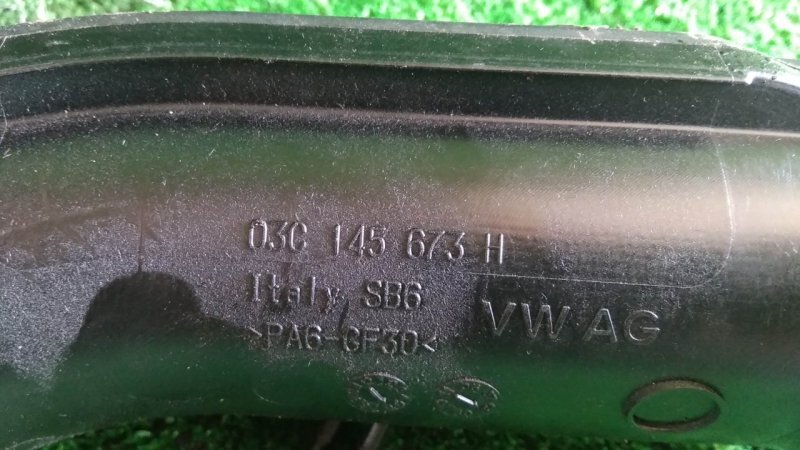 03C 145 673 H
Italy SB6
VW AG
>PA6-GF30<